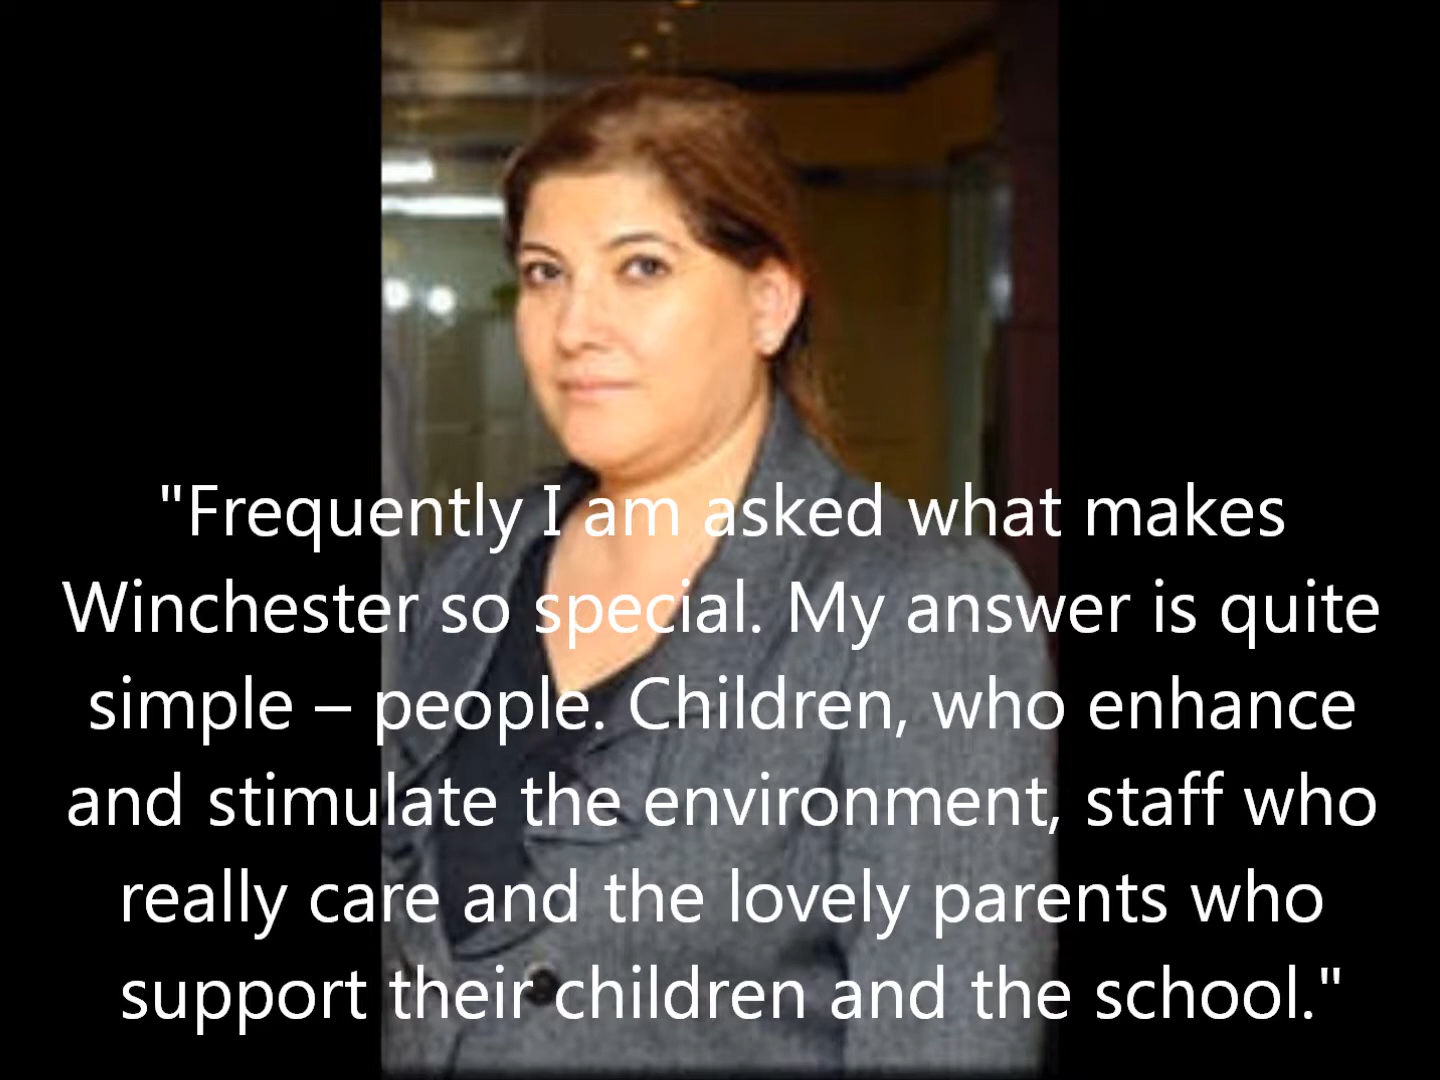 "Frequently I am asked what makes
Winchester so special. My answer is quite
simple – people. Children, who enhance
and stimulate the environment, staff who
really care and the lovely parents who
support their children and the school."